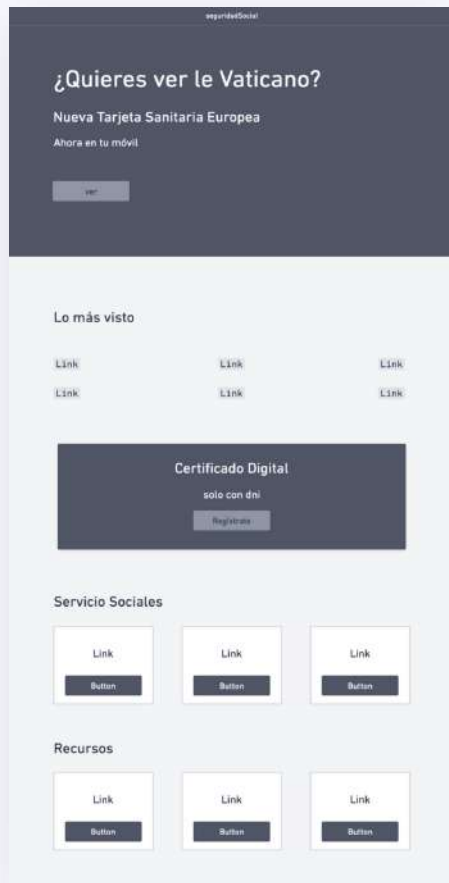 seguridadSocial
¿Quieres ver le Vaticano?
Nueva Tarjeta Sanitaria Europea
Ahora en tu móvil
ver
Lo más visto
Link Link Link
Link Link Link
Certificado Digital
solo con dni
Regístrate
Servicio Sociales
Link Link Link
Button Button Button
Recursos
Link Link Link
Button Button Button